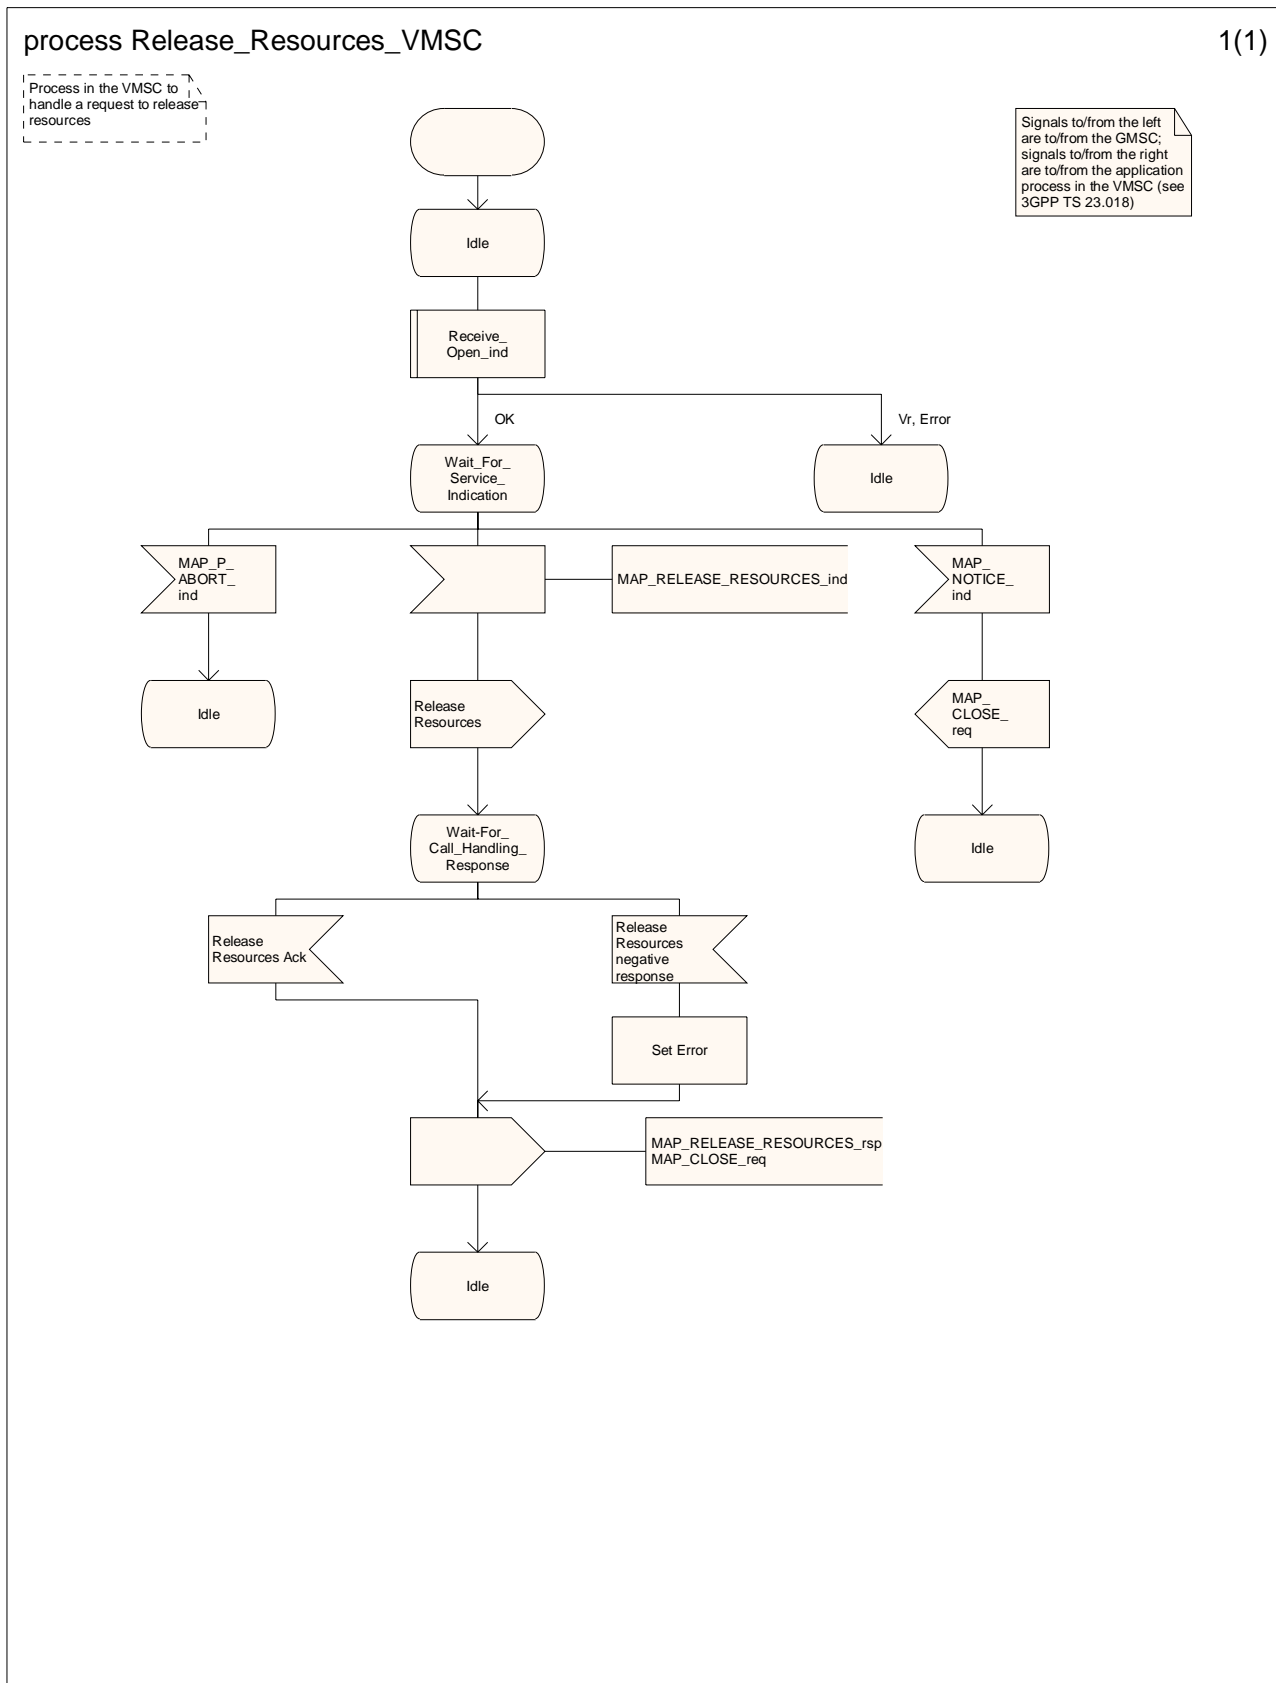 process Release_Resources_VMSC
1(1)
Process in the VMSC to
handle a request to release
resources
Signals to/from the left
are to/from the GMSC;
signals to/from the right
are to/from the application
process in the VMSC (see
3GPP TS 23.018)
Idle
Receive_
Open_ind
OK
Vr, Error
Wait_For_
Service_
Indication
Idle
MAP_P_
ABORT_
ind
MAP_RELEASE_RESOURCES_ind
MAP_
NOTICE_
ind
Idle
Release
Resources
MAP_
CLOSE_
req
Wait-For_
Call_Handling_
Response
Idle
Release
Resources Ack
Release
Resources
negative
response
Set Error
MAP_RELEASE_RESOURCES_rsp
MAP_CLOSE_req
Idle